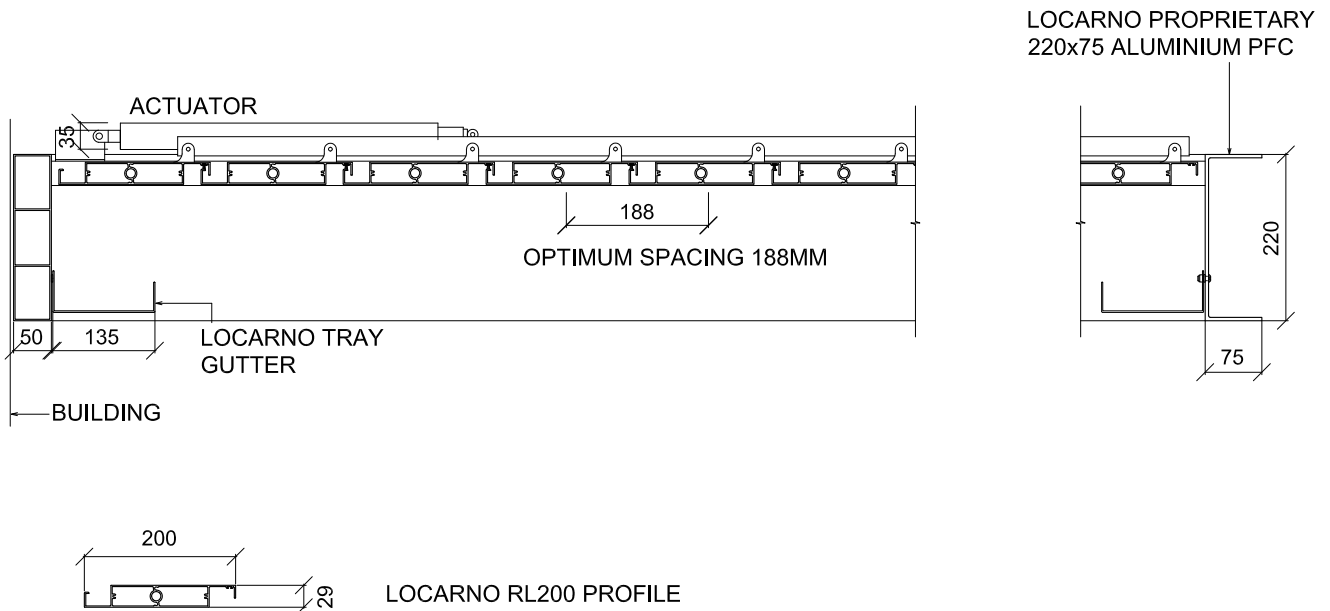 LOCARNO PROPRIETARY
220x75 ALUMINIUM PFC
ACTUATOR
35
188
OPTIMUM SPACING 188MM
220
50
135
LOCARNO TRAY
GUTTER
75
BUILDING
200
29
LOCARNO RL200 PROFILE